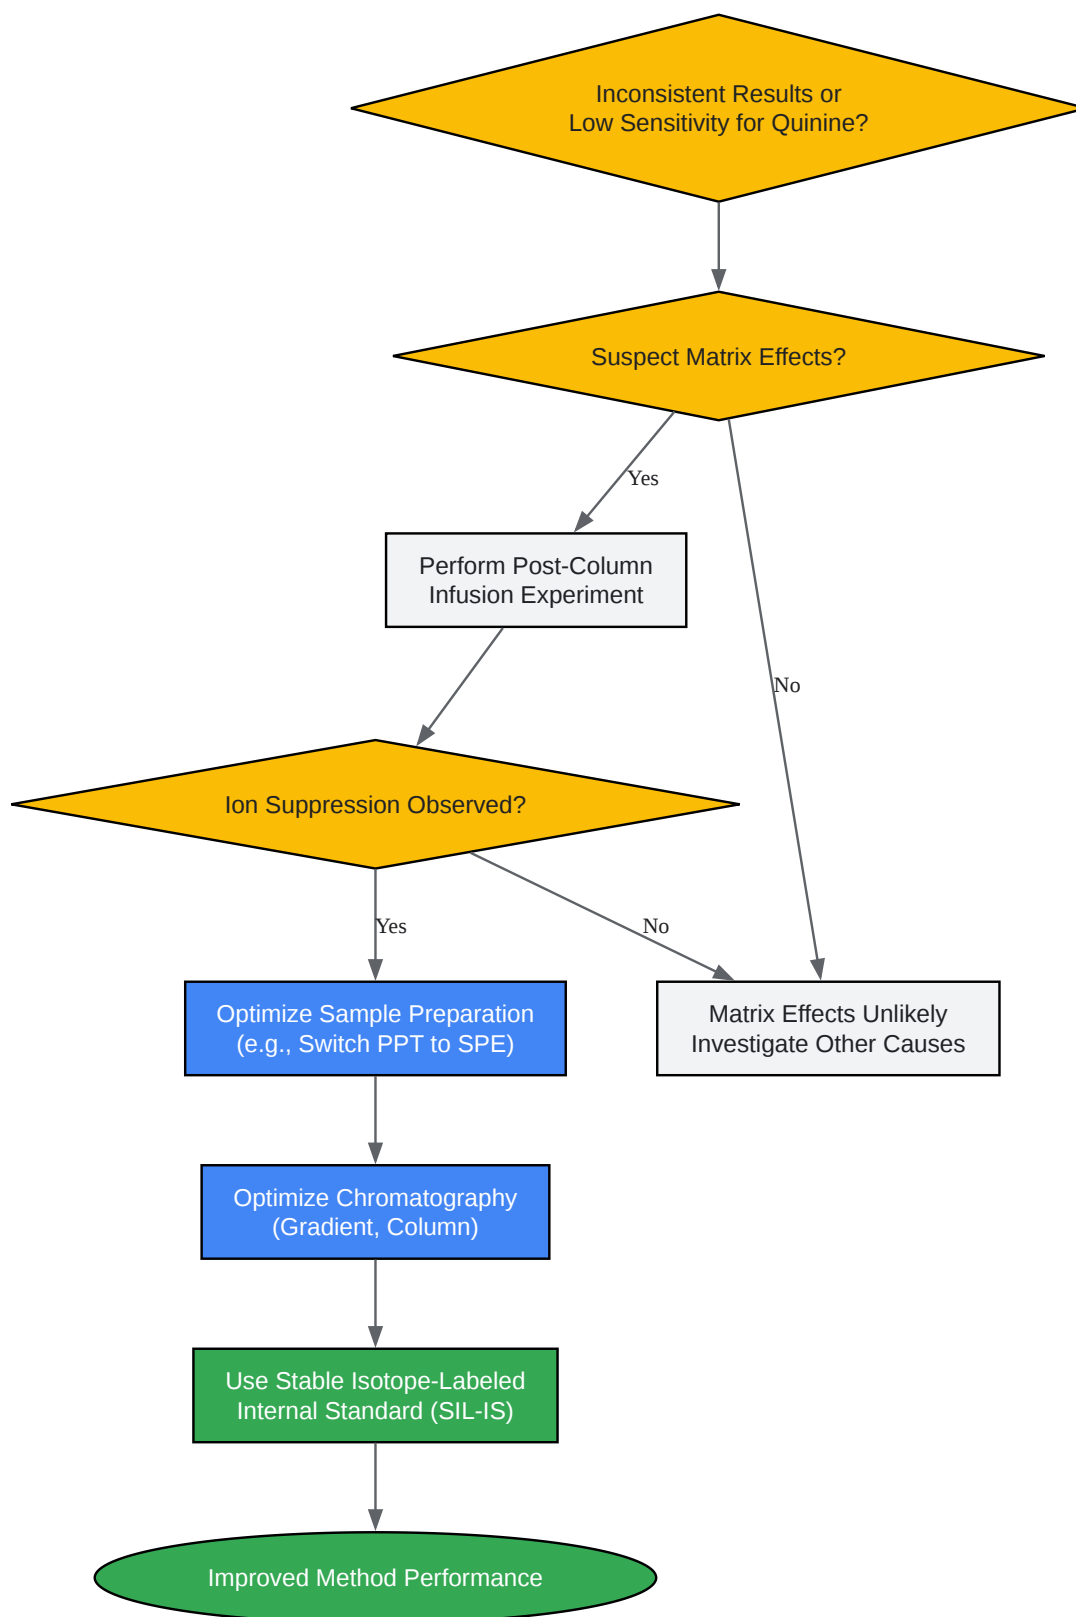 Inconsistent Results or
Low Sensitivity for Quinine?
Suspect Matrix Effects?
Yes
Perform Post-Column
Infusion Experiment
No
Ion Suppression Observed?
Yes
No
Optimize Sample Preparation
(e.g., Switch PPT to SPE)
Matrix Effects Unlikely
Investigate Other Causes
Optimize Chromatography
(Gradient, Column)
Use Stable Isotope-Labeled
Internal Standard (SIL-IS)
Improved Method Performance